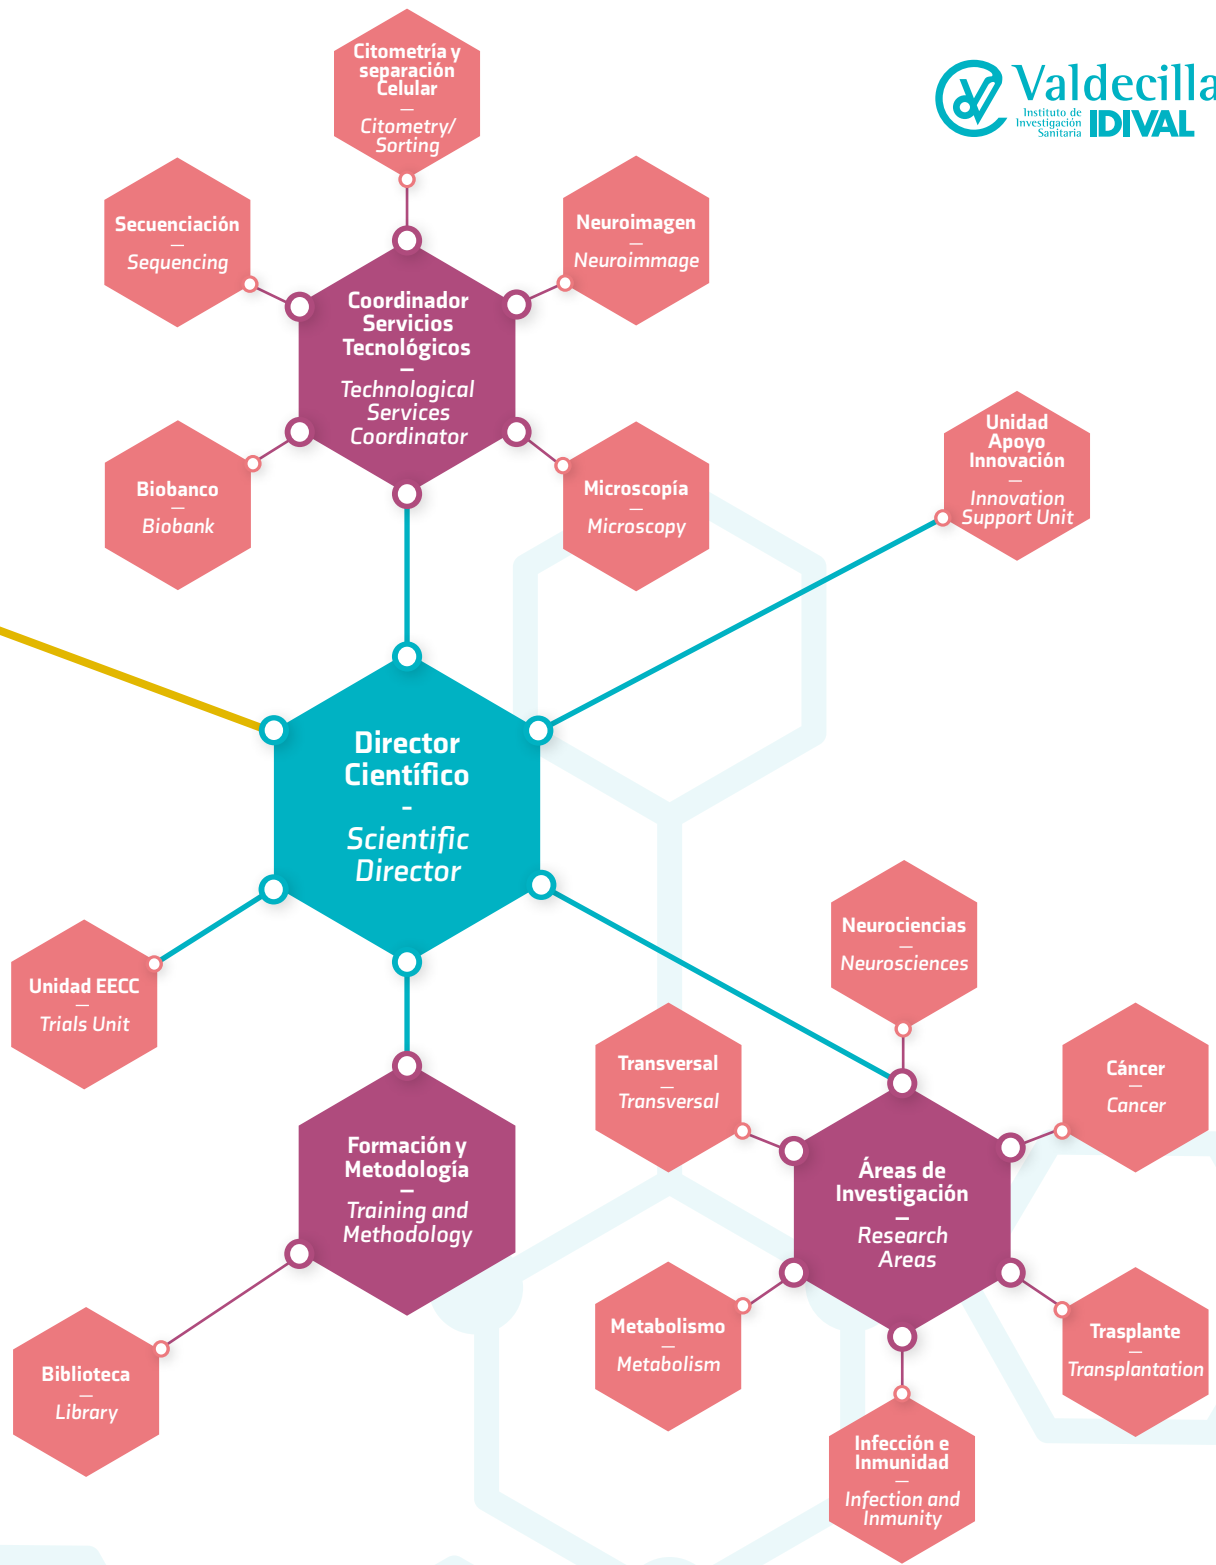 Citometría y
separación
Celular
—
Citometry/
Sorting
Valdecilla
Instituto de
Investigación
Sanitaria
IDIVAL
Secuenciación
—
Sequencing
Neuroimagen
—
Neuroimmage
Coordinador
Servicios
Tecnológicos
—
Technological
Services
Coordinator
Biobanco
—
Biobank
Microscopía
—
Microscopy
Unidad
Apoyo
Innovación
—
Innovation
Support Unit
Director
Científico
-
Scientific
Director
Unidad EECC
—
Trials Unit
Neurociencias
—
Neurosciences
Transversal
—
Transversal
Cáncer
—
Cancer
Formación y
Metodología
—
Training and
Methodology
Áreas de
Investigación
—
Research
Areas
Metabolismo
—
Metabolism
Trasplante
—
Transplantation
Biblioteca
—
Library
Infección e
Inmunidad
—
Infection and
Inmunity